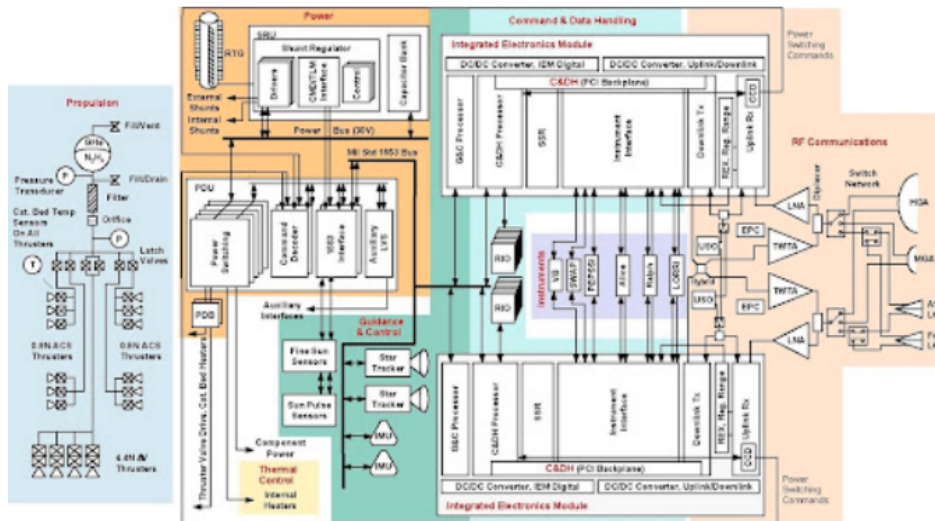 Power
Command & Data Handling
RTG
SRU
Shunt Regulator
Drivers
CMD/TLM
Interface
Control
Capacitor Bank
External
Shunts
Internal
Shunts
Power Bus (30V)
Mil Std 1553 Bus
PDU
Power
Switching
Command
Decoder
1553
Interface
Auxiliary
LVS
PDB
Auxiliary
Interfaces
Thruster Valve Drive, Cat. Bed Heaters
Component
Power
Thermal
Control
Internal
Heaters
Propulsion
Fill/Vent
GHe
N₂H₄
Pressure
Transducer
P
Fill/Drain
Filter
Orifice
Cat. Bed Temp
Sensors
On All
Thrusters
P
T
Latch
Valves
0.8N ACS
Thrusters
0.8N ACS
Thrusters
4.4N ΔV
Thrusters
Guidance
& Control
Fine Sun
Sensors
Sun Pulse
Sensors
Star
Tracker
Star
Tracker
IMU
IMU
Integrated Electronics Module
DC/DC Converter, IEM Digital
DC/DC Converter, Uplink/Downlink
C&DH (PCI Backplane)
G&C Processor
C&DH Processor
SSR
Instrument
Interface
Downlink Tx
REX, Reg. Range
Uplink Rx
CCD
Power
Switching
Commands
RIO
RIO
Instruments
SWAP
PEPSSI
Alice
Ralph
LORRI
USO
Hybrid
USO
RF Communications
Diplexer
Switch
Network
LNA
EPC
TWTA
TWTA
EPC
LNA
HGA
MGA
G&C Processor
C&DH Processor
SSR
Instrument
Interface
Downlink Tx
REX, Reg. Range
Uplink Rx
CCD
C&DH (PCI Backplane)
DC/DC Converter, IEM Digital
DC/DC Converter, Uplink/Downlink
Integrated Electronics Module
Power
Switching
Commands